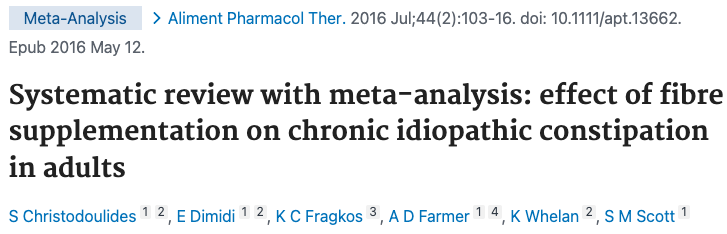 Meta-Analysis > Aliment Pharmacol Ther. 2016 Jul;44(2):103-16. doi: 10.1111/apt.13662.
Epub 2016 May 12.
Systematic review with meta-analysis: effect of fibre
supplementation on chronic idiopathic constipation
in adults
S Christodoulides 1 2, E Dimidi 1 2, K C Fragkos 3, A D Farmer 1 4, K Whelan 2, S M Scott 1